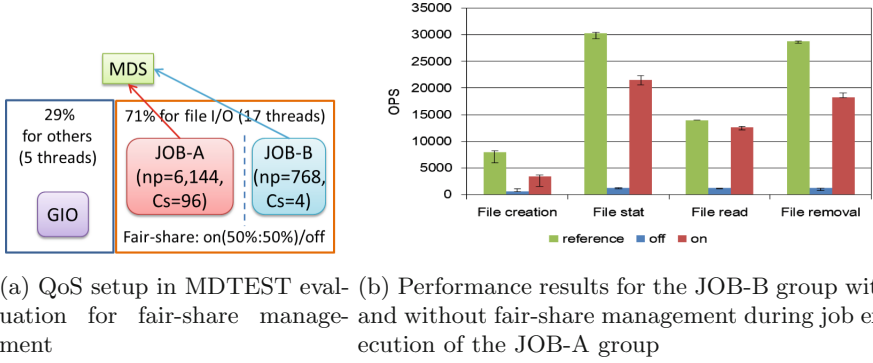 MDS
29%
for others
(5 threads)
GIO
71% for file I/O (17 threads)
JOB-A
(np=6,144,
Cs=96)
JOB-B
(np=768,
Cs=4)
Fair-share: on(50%:50%)/off
OPS
35000
30000
25000
20000
15000
10000
5000
0
File creation File stat File read File removal
reference off on
(a) QoS setup in MDTEST eval-
uation for fair-share manage-
ment
(b) Performance results for the JOB-B group
and without fair-share management during job
ecution of the JOB-A group